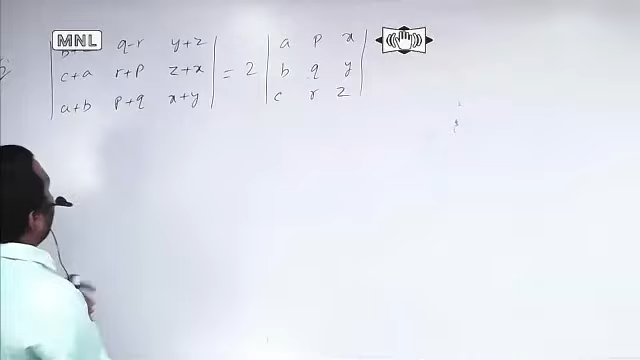 MNL
q-r y+z a p x
c+a r+p z+x = 2 b q y
a+b p+q x+y c r z